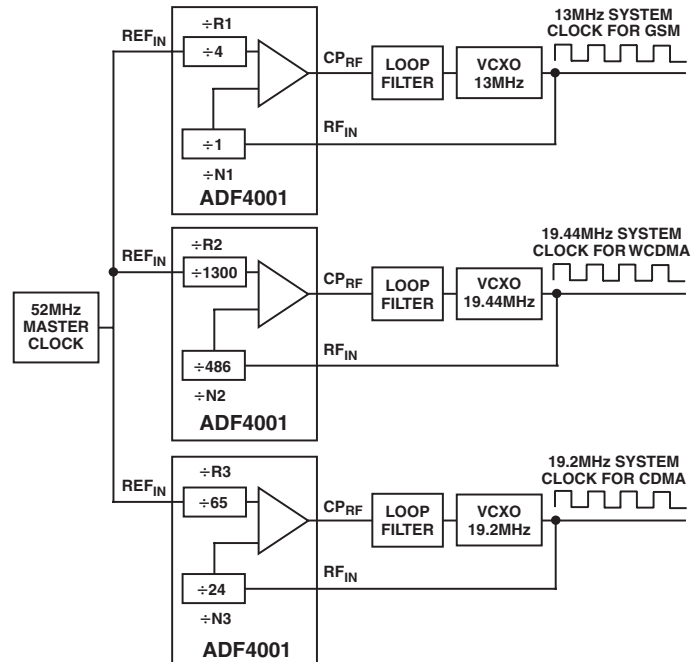 52MHz
MASTER
CLOCK
REFIN
÷R1
÷4
÷1
÷N1
ADF4001
CPRF
LOOP
FILTER
VCXO
13MHz
RFIN
13MHz SYSTEM
CLOCK FOR GSM
REFIN
÷R2
÷1300
÷486
÷N2
ADF4001
CPRF
LOOP
FILTER
VCXO
19.44MHz
RFIN
19.44MHz SYSTEM
CLOCK FOR WCDMA
REFIN
÷R3
÷65
÷24
÷N3
ADF4001
CPRF
LOOP
FILTER
VCXO
19.2MHz
RFIN
19.2MHz SYSTEM
CLOCK FOR CDMA